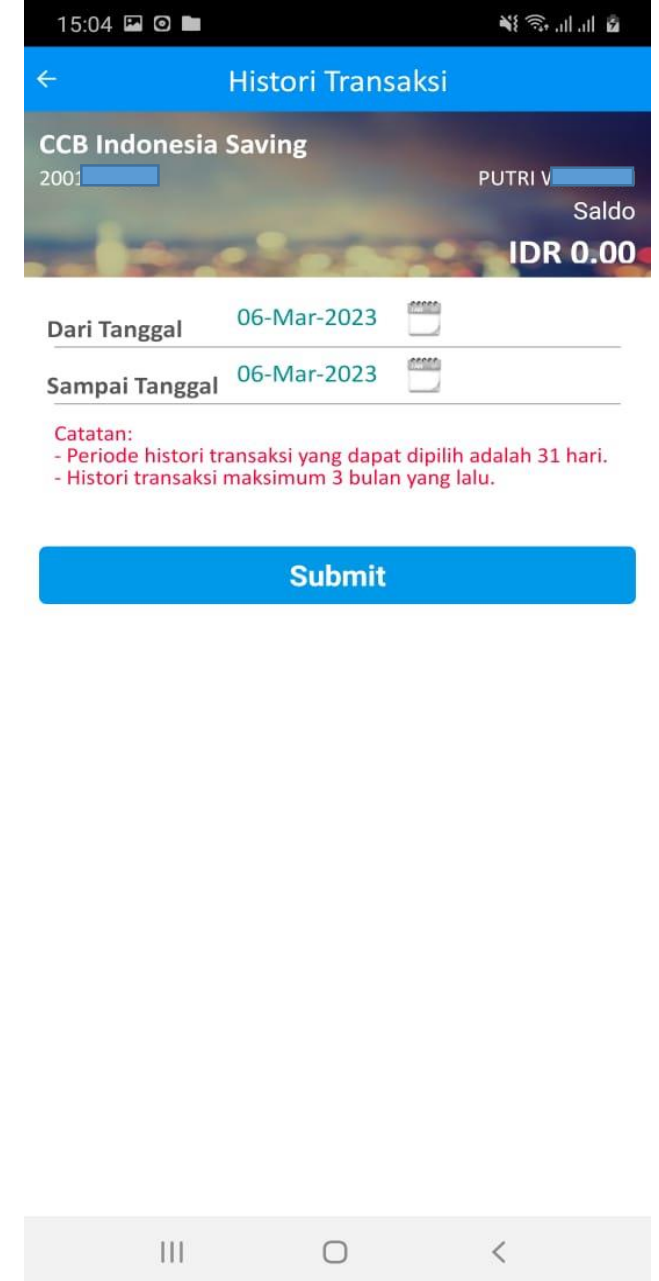 15:04
Histori Transaksi
CCB Indonesia Saving
2001
PUTRI
Saldo
IDR 0.00
Dari Tanggal 06-Mar-2023
Sampai Tanggal 06-Mar-2023
Catatan:
- Periode histori transaksi yang dapat dipilih adalah 31 hari.
- Histori transaksi maksimum 3 bulan yang lalu.
Submit